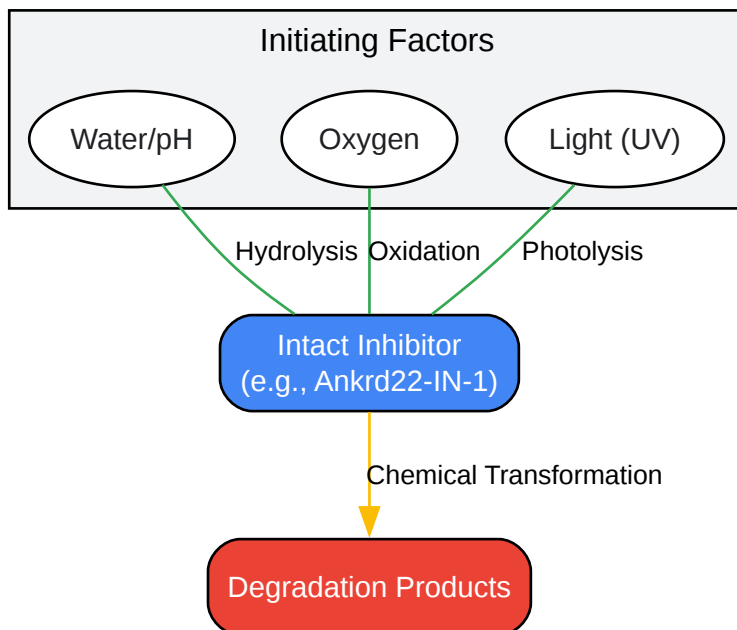 Initiating Factors
Water/pH
Oxygen
Light (UV)
Hydrolysis
Oxidation
Photolysis
Intact Inhibitor
(e.g., Ankrd22-IN-1)
Chemical Transformation
Degradation Products